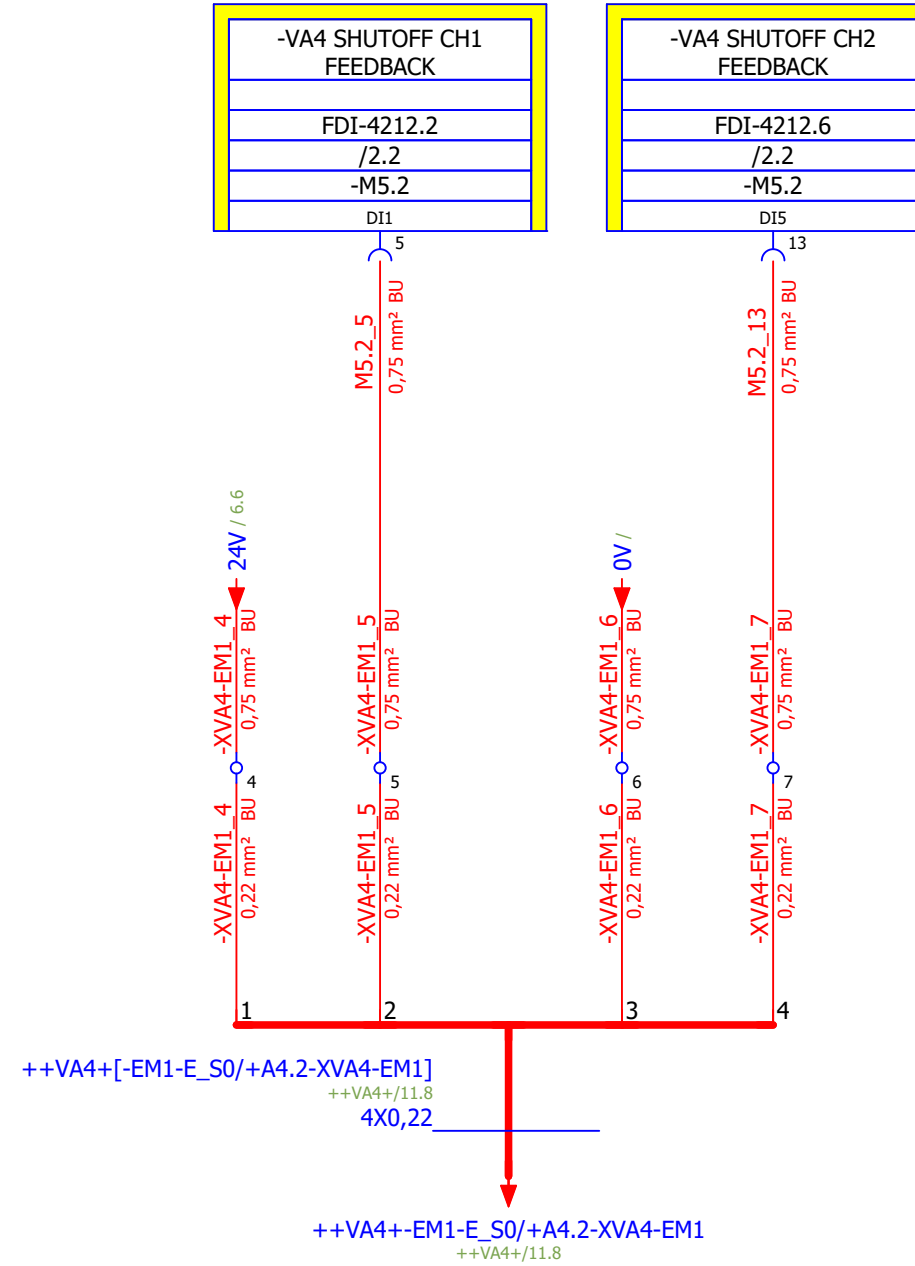 -VA4 SHUTOFF CH1
FEEDBACK
FDI-4212.2
/2.2
-M5.2
DI1
5
-VA4 SHUTOFF CH2
FEEDBACK
FDI-4212.6
/2.2
-M5.2
DI5
13
M5.2_5
0,75 mm² BU
M5.2_13
0,75 mm² BU
24V / 6.6
0V /
-XVA4-EM1_4
0,75 mm² BU
-XVA4-EM1_5
0,75 mm² BU
-XVA4-EM1_6
0,75 mm² BU
-XVA4-EM1_7
0,75 mm² BU
4
5
6
7
-XVA4-EM1_4
0,22 mm² BU
-XVA4-EM1_5
0,22 mm² BU
-XVA4-EM1_6
0,22 mm² BU
-XVA4-EM1_7
0,22 mm² BU
1
2
3
4
++VA4+[-EM1-E_S0/+A4.2-XVA4-EM1]
++VA4+/11.8
4X0,22
++VA4+-EM1-E_S0/+A4.2-XVA4-EM1
++VA4+/11.8